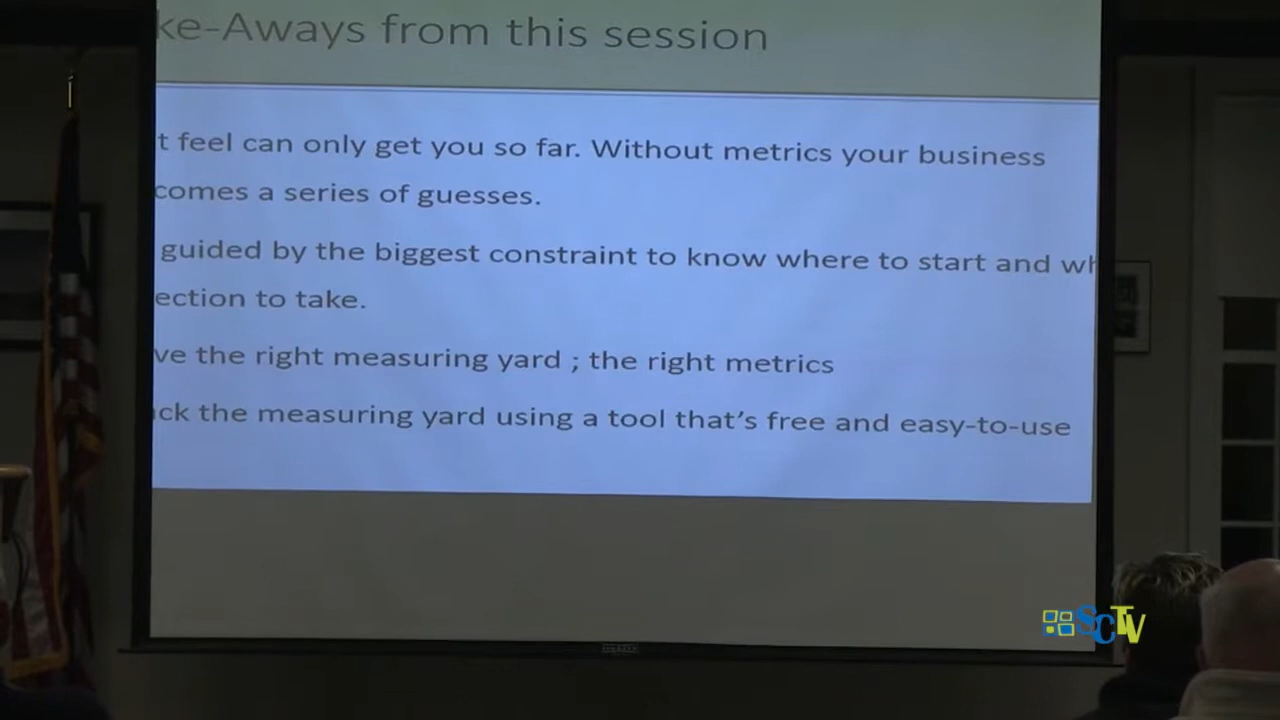 ke-Aways from this session
t feel can only get you so far. Without metrics your business
comes a series of guesses.
guided by the biggest constraint to know where to start and wh
ection to take.
ve the right measuring yard ; the right metrics
ck the measuring yard using a tool that's free and easy-to-use
SCTV